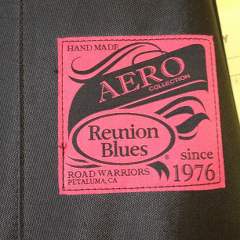 HAND MADE
AERO
COLLECTION
Reunion
Blues
®
since
ROAD WARRIORS
1976
PETALUMA, CA